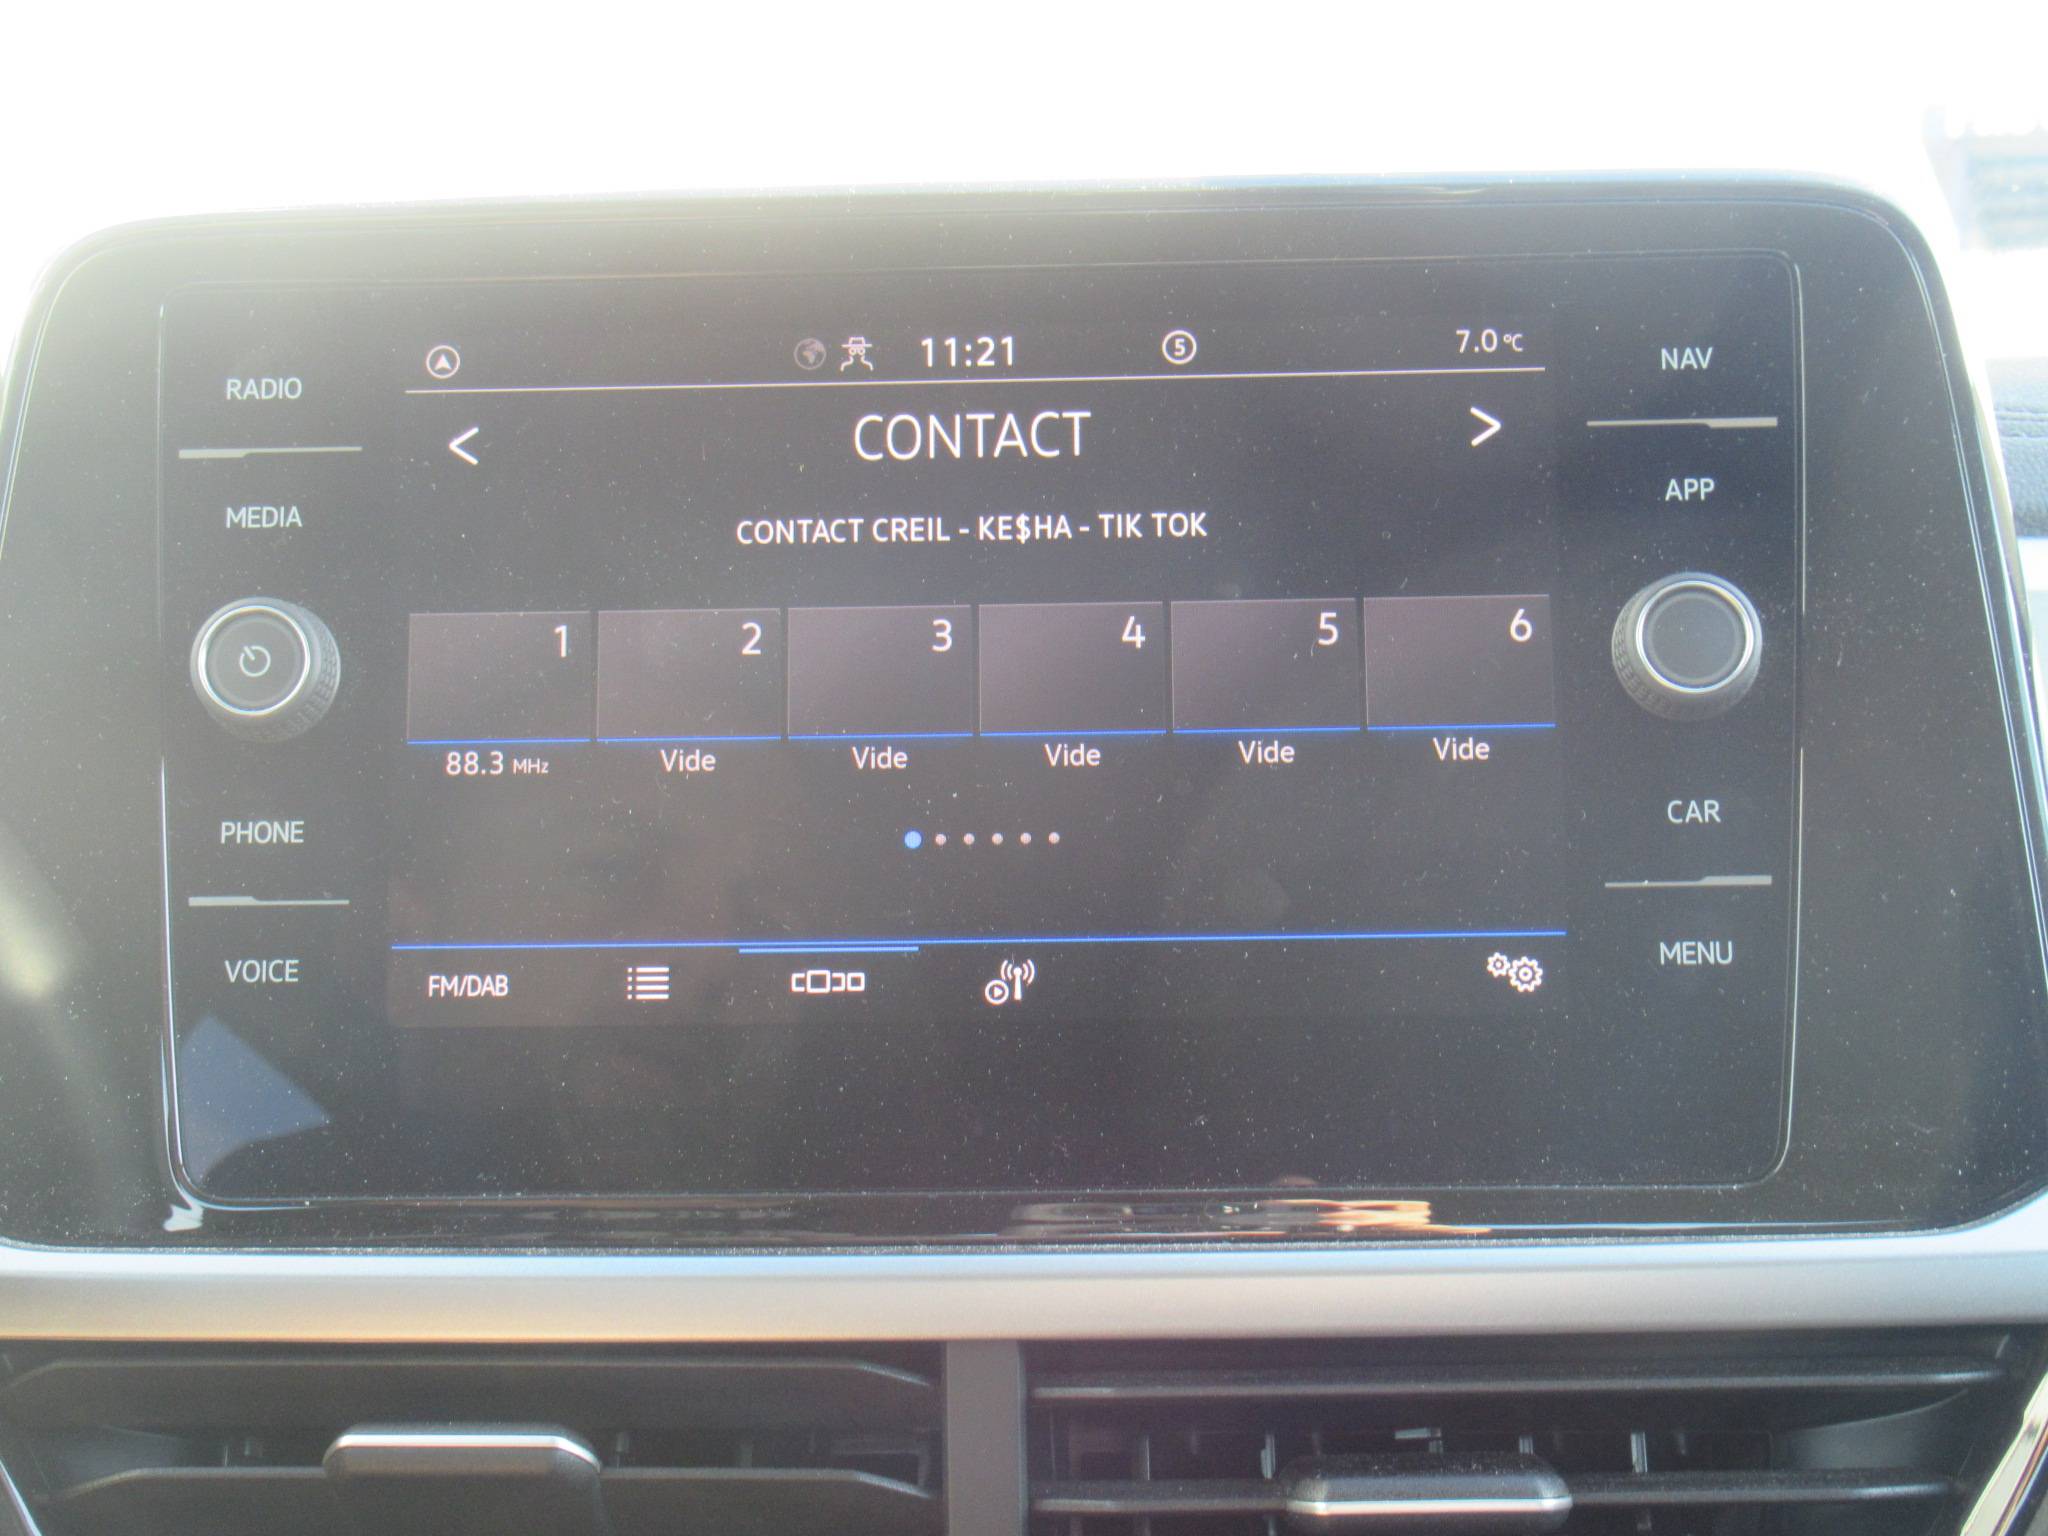 RADIO
MEDIA
PHONE
VOICE
11:21
5
7.0 °C
< CONTACT >
CONTACT CREIL - KE$HA - TIK TOK
1 2 3 4 5 6
88.3 MHz Vide Vide Vide Vide Vide
FM/DAB
NAV
APP
CAR
MENU